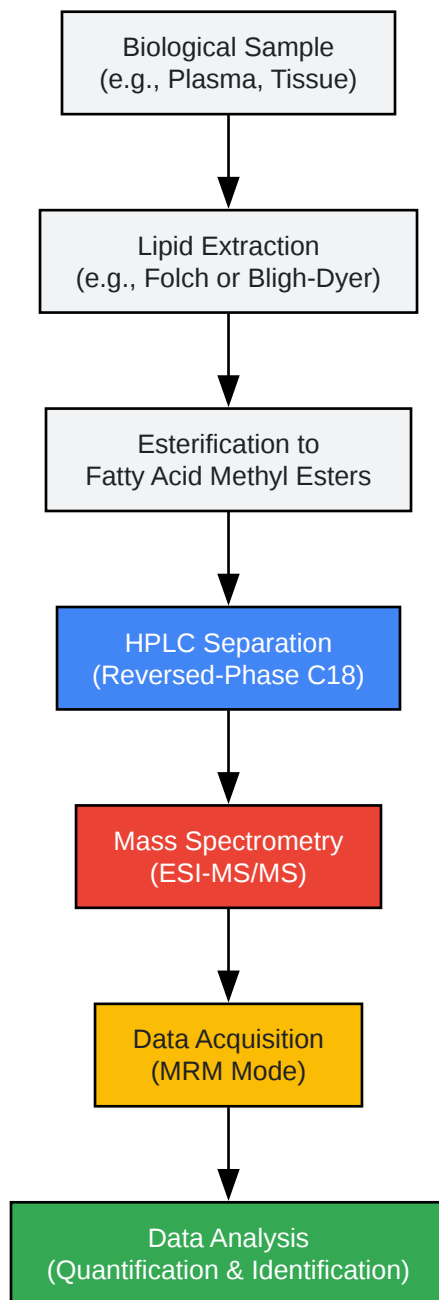 Biological Sample
(e.g., Plasma, Tissue)
Lipid Extraction
(e.g., Folch or Bligh-Dyer)
Esterification to
Fatty Acid Methyl Esters
HPLC Separation
(Reversed-Phase C18)
Mass Spectrometry
(ESI-MS/MS)
Data Acquisition
(MRM Mode)
Data Analysis
(Quantification & Identification)